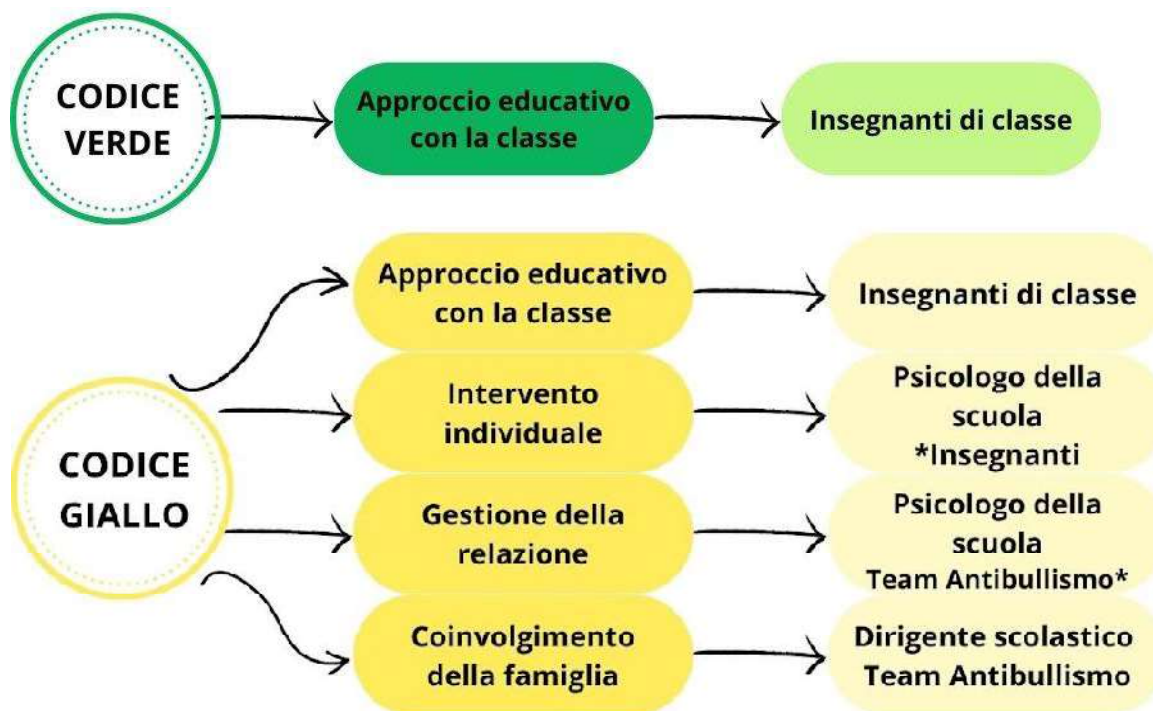 CODICE
VERDE
Approccio educativo
con la classe
Insegnanti di classe
CODICE
GIALLO
Approccio educativo
con la classe
Insegnanti di classe
Intervento
individuale
Psicologo della
scuola
*Insegnanti
Gestione della
relazione
Psicologo della
scuola
Team Antibullismo*
Coinvolgimento
della famiglia
Dirigente scolastico
Team Antibullismo